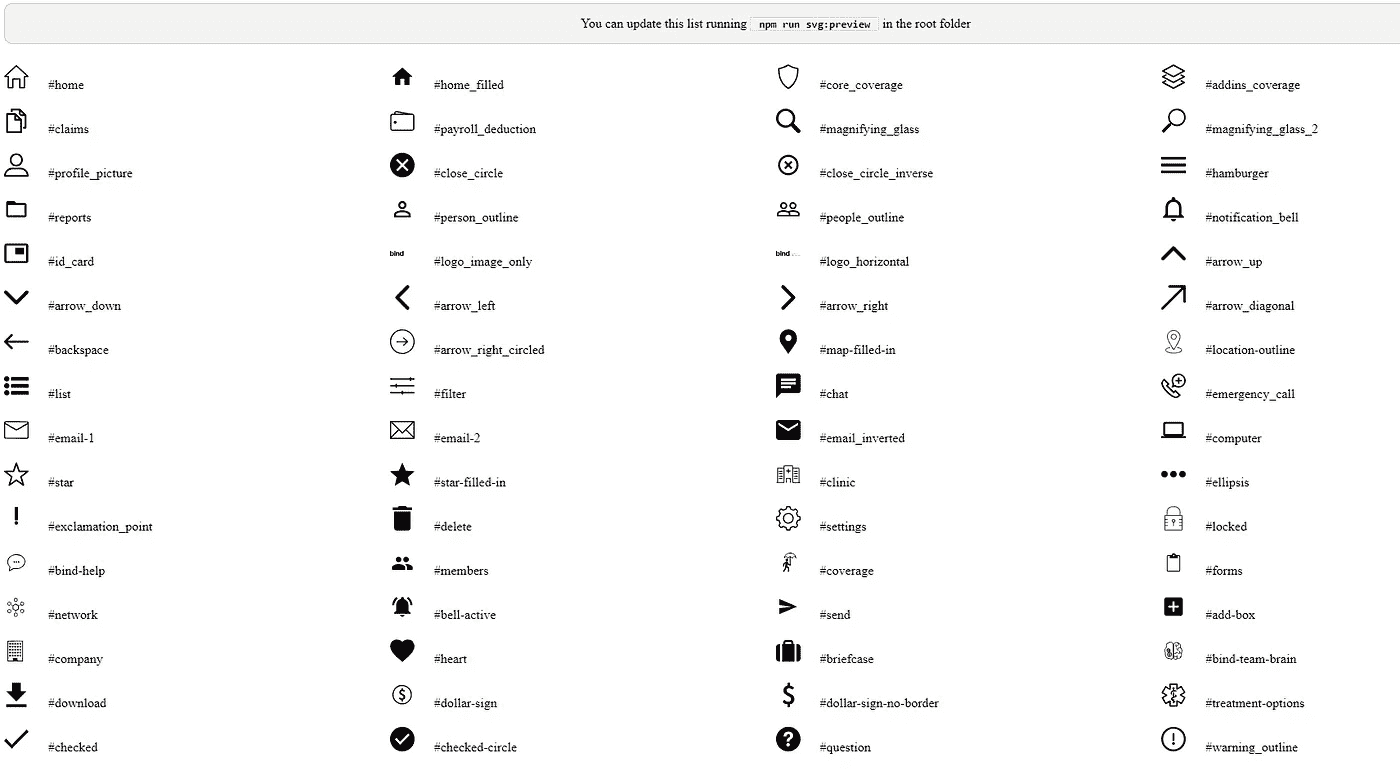 You can update this list running npm run svg:preview in the root folder
#home #home_filled #core_coverage #addins_coverage
#claims #payroll_deduction #magnifying_glass #magnifying_glass_2
#profile_picture #close_circle #close_circle_inverse #hamburger
#reports #person_outline #people_outline #notification_bell
#id_card bind #logo_image_only bind #logo_horizontal #arrow_up
#arrow_down #arrow_left #arrow_right #arrow_diagonal
#backspace #arrow_right_circled #map-filled-in #location-outline
#list #filter #chat #emergency_call
#email-1 #email-2 #email_inverted #computer
#star #star-filled-in #clinic #ellipsis
#exclamation_point #delete #settings #locked
#bind-help #members #coverage #forms
#network #bell-active #send #add-box
#company #heart #briefcase #bind-team-brain
#download #dollar-sign #dollar-sign-no-border #treatment-options
#checked #checked-circle #question #warning_outline